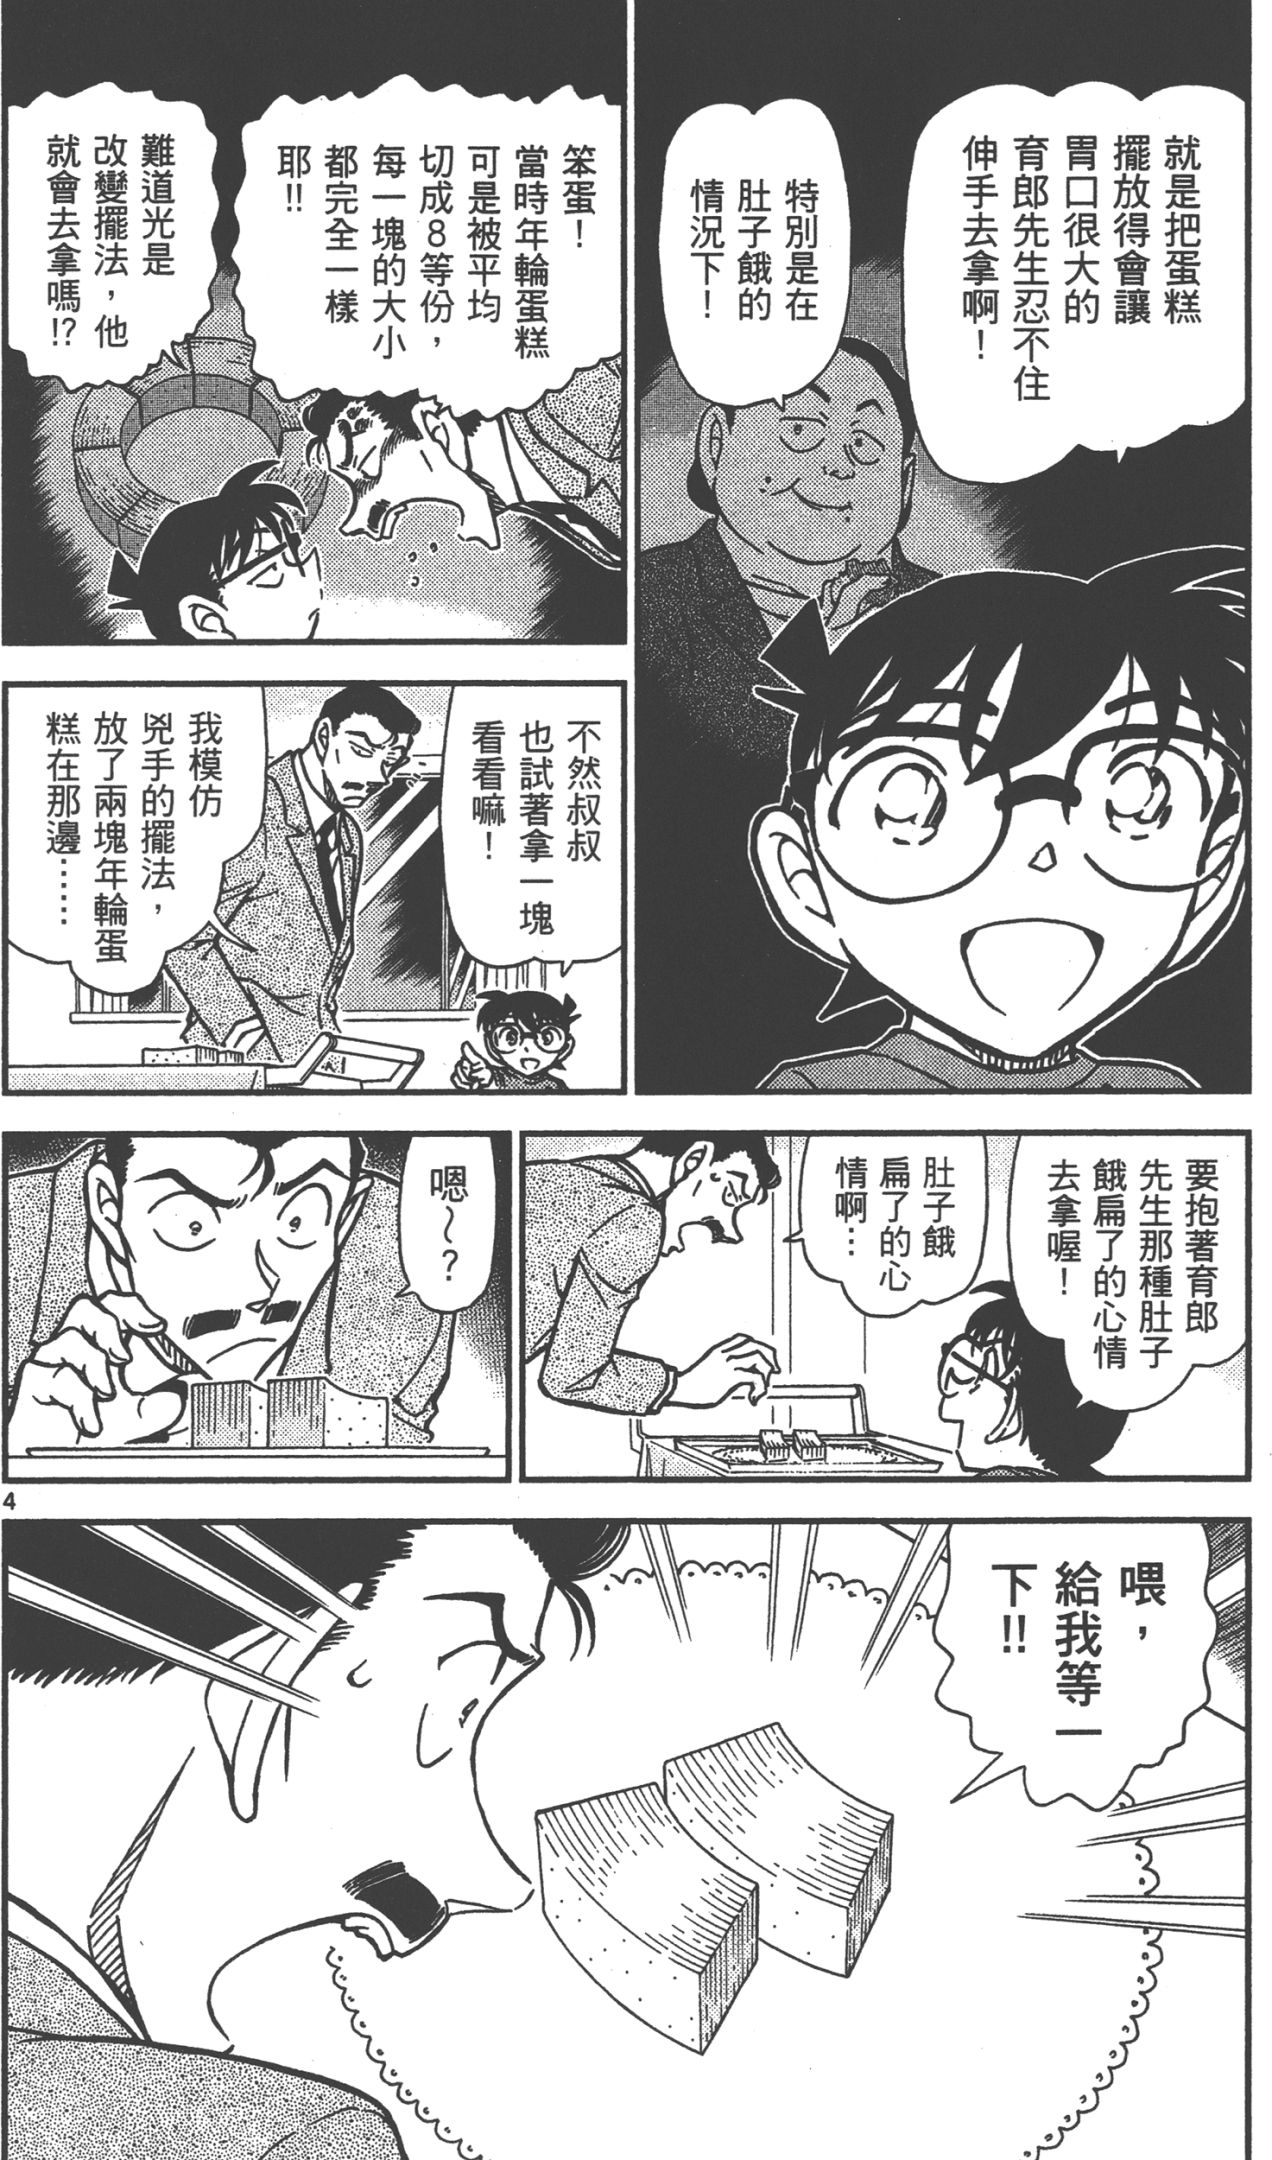 就是把蛋糕
擺放得會讓
胃口很大的
育郎先生忍不住
伸手去拿啊！
特別是在
肚子餓的
情況下！
笨蛋！
當時年輪蛋糕
可是被平均
切成8等份，
每一塊的大小
都完全一樣
耶!!
難道光是
改變擺法，他
就會去拿嗎!?
不然叔叔
也試著拿一塊
看看嘛！
我模仿
兇手的擺法，
放了兩塊年輪蛋
糕在那邊……
要抱著育郎
先生那種肚子
餓扁了的心情
去拿喔！
肚子餓
扁了的心
情啊…
嗯～？
4
喂，
給我等一
下!!